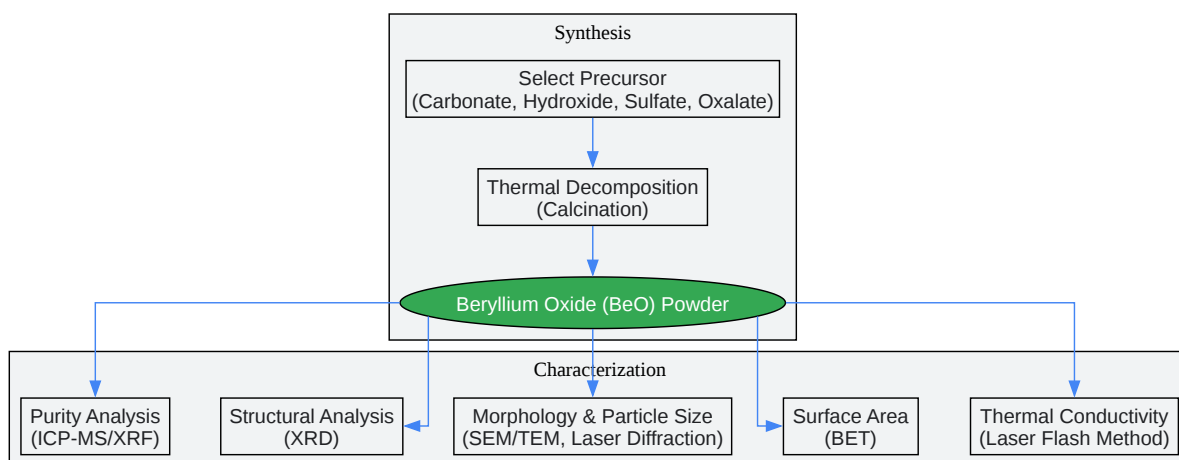 Synthesis
Select Precursor
(Carbonate, Hydroxide, Sulfate, Oxalate)
Thermal Decomposition
(Calcination)
Beryllium Oxide (BeO) Powder
Characterization
Purity Analysis
(ICP-MS/XRF)
Structural Analysis
(XRD)
Morphology & Particle Size
(SEM/TEM, Laser Diffraction)
Surface Area
(BET)
Thermal Conductivity
(Laser Flash Method)